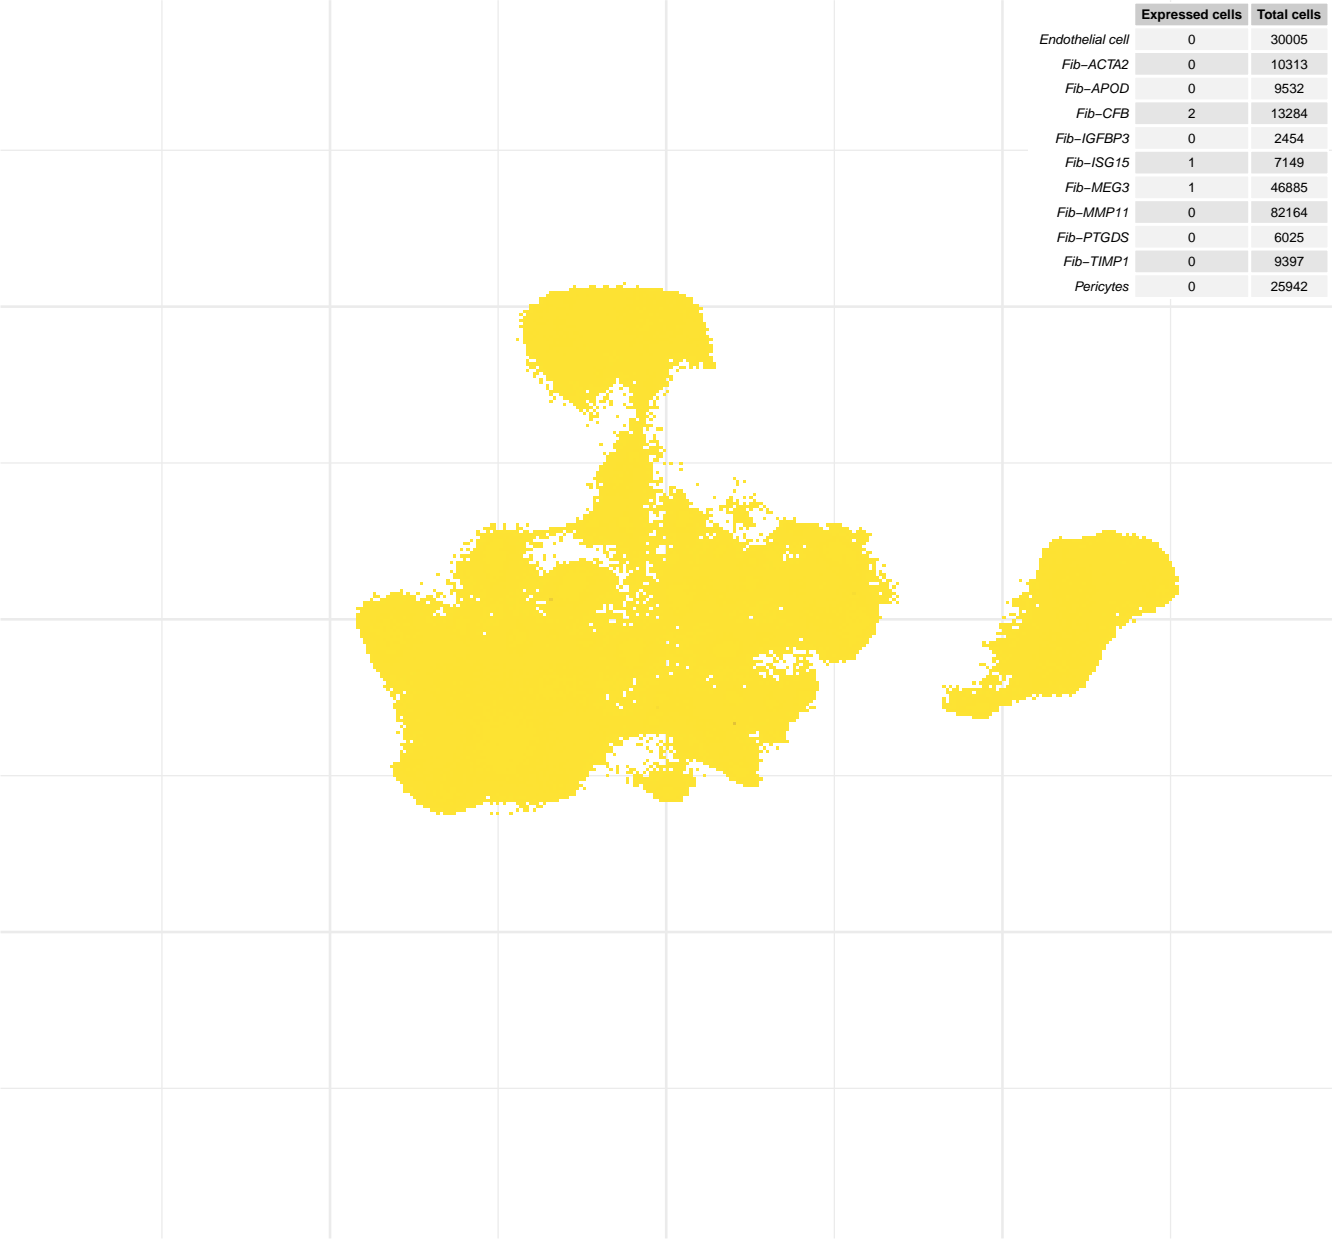 Expressed cells Total cells
Endothelial cell 0 30005
Fib−ACTA2 0 10313
Fib−APOD 0 9532
Fib−CFB 2 13284
Fib−IGFBP3 0 2454
Fib−ISG15 1 7149
Fib−MEG3 1 46885
Fib−MMP11 0 82164
Fib−PTGDS 0 6025
Fib−TIMP1 0 9397
Pericytes 0 25942